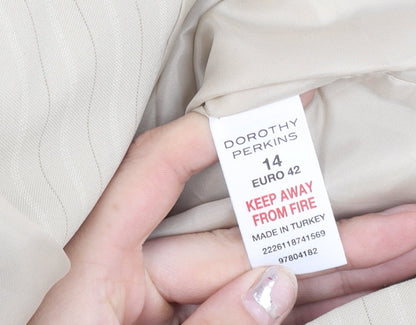 DOROTHY
PERKINS
14
EURO 42
KEEP AWAY
FROM FIRE
MADE IN TURKEY
2226118741569
97804182